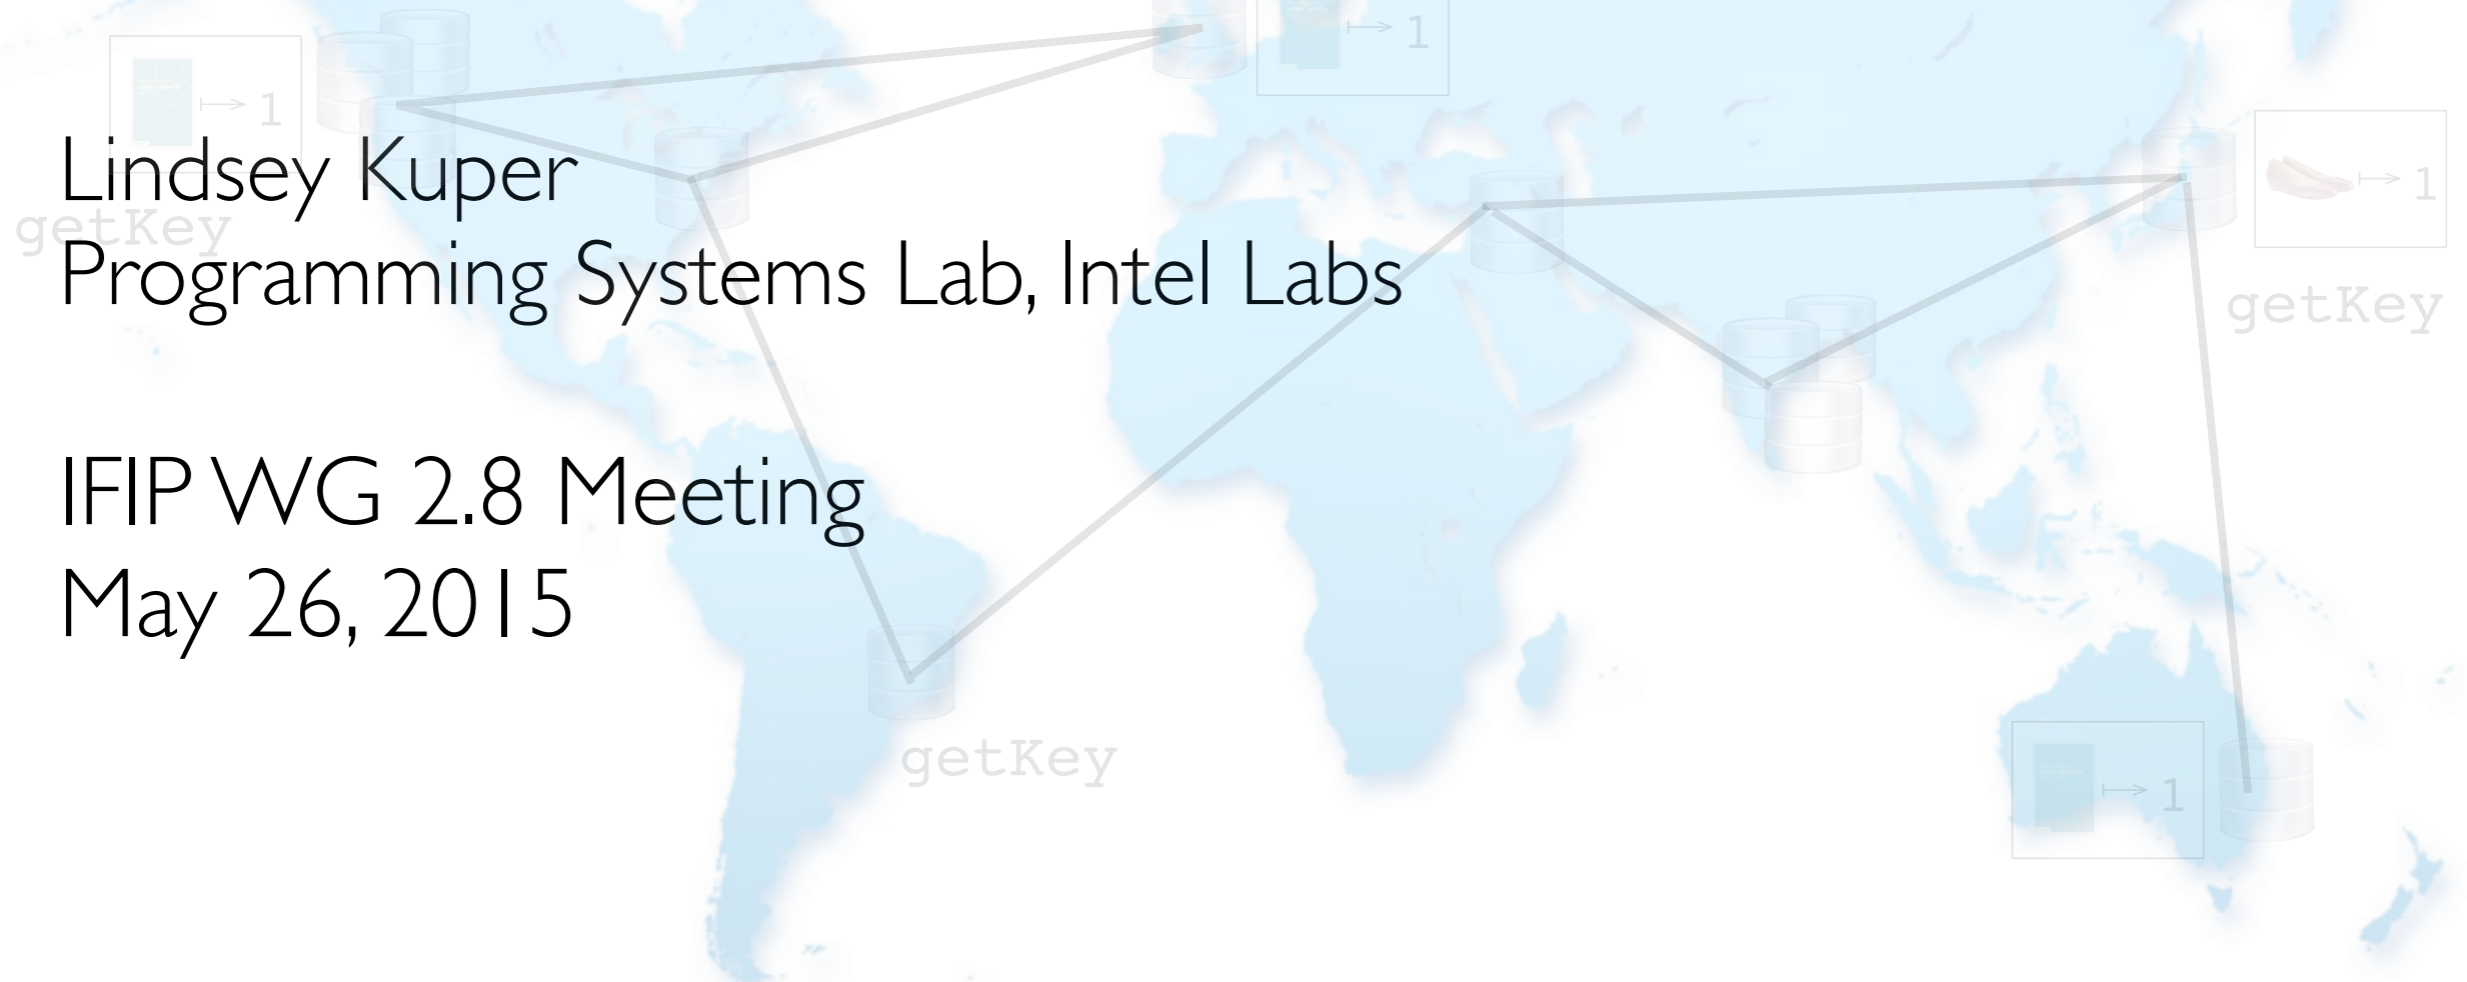 1
1
Lindsey Kuper
1
getKey
Programming Systems Lab, Intel Labs
getKey
IFIP WG 2.8 Meeting
May 26, 2015
getKey
1